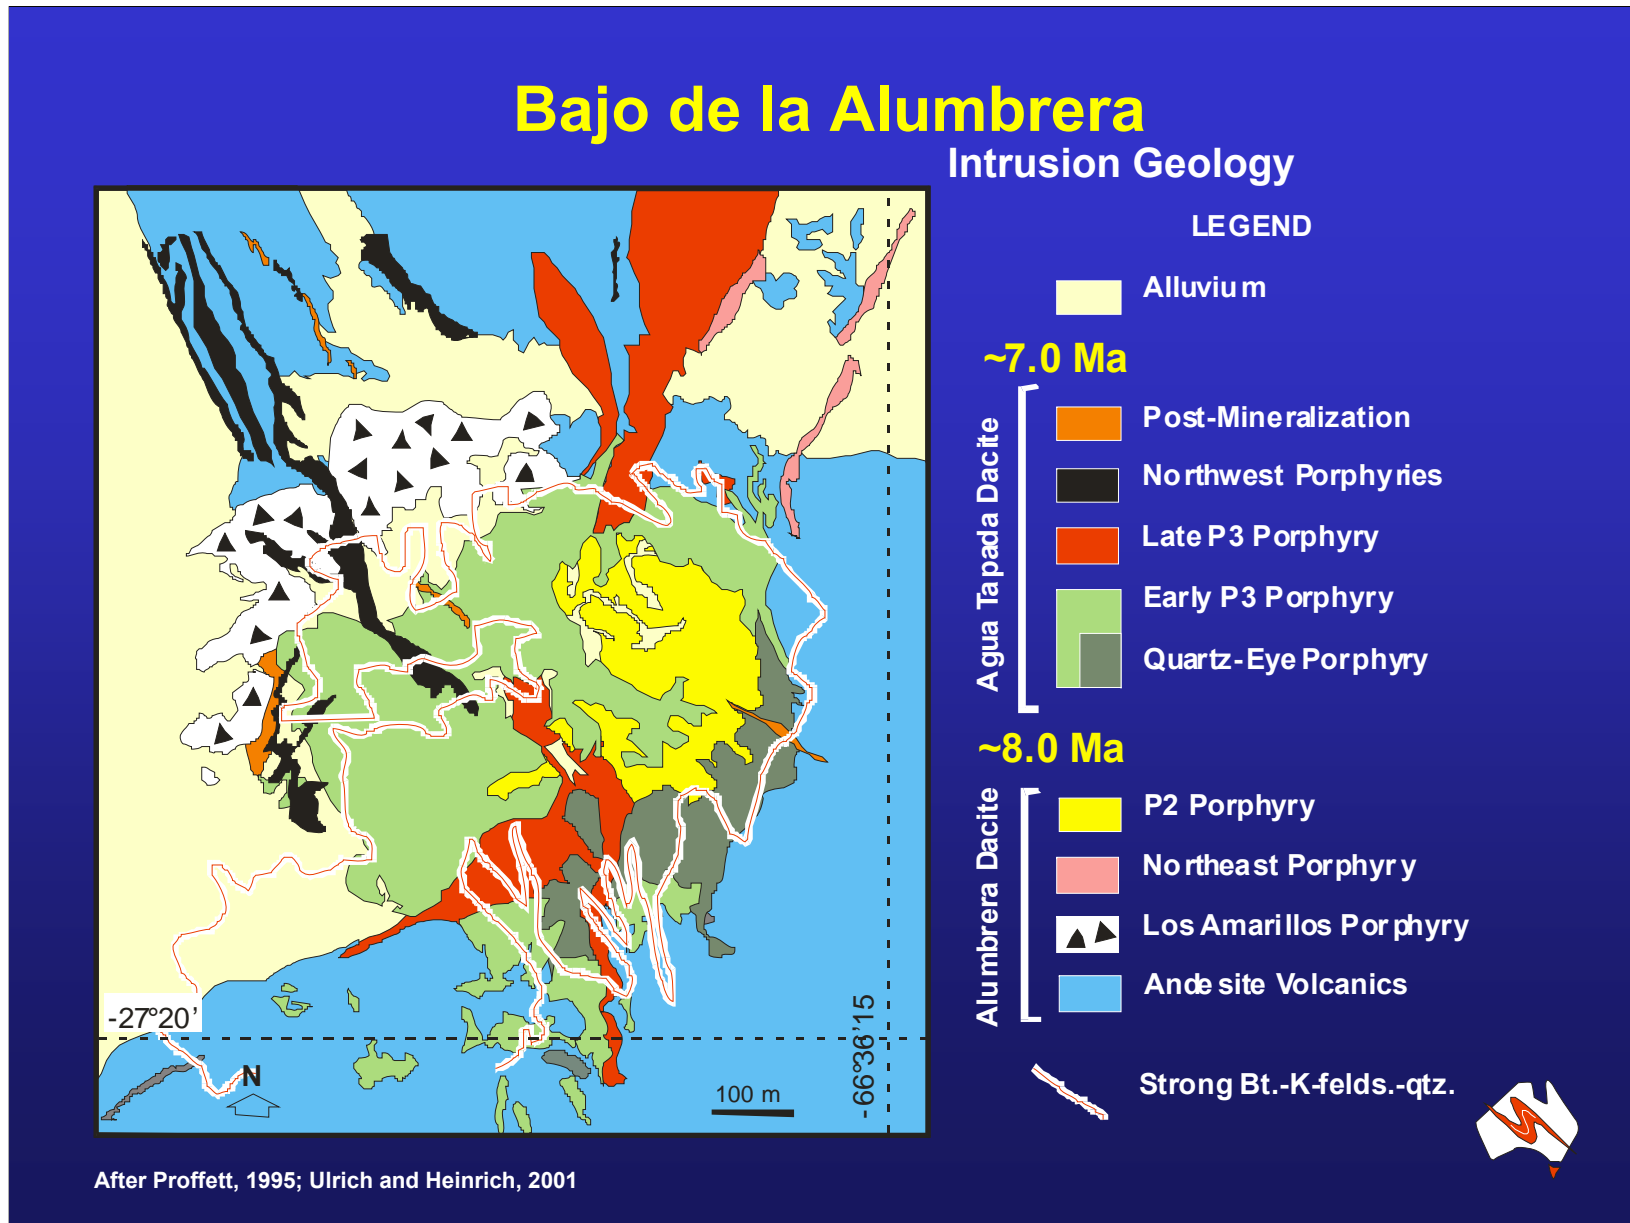 Bajo de la Alumbrera
Intrusion Geology
LEGEND
Alluvium
~7.0 Ma
Agua Tapada Dacite
Post-Mineralization
Northwest Porphyries
Late P3 Porphyry
Early P3 Porphyry
Quartz-Eye Porphyry
~8.0 Ma
Alumbrera Dacite
P2 Porphyry
Northeast Porphyry
Los Amarillos Porphyry
Andesite Volcanics
Strong Bt.-K-felds.-qtz.
-27°20'
N
100 m
-66°36'15
After Proffett, 1995; Ulrich and Heinrich, 2001